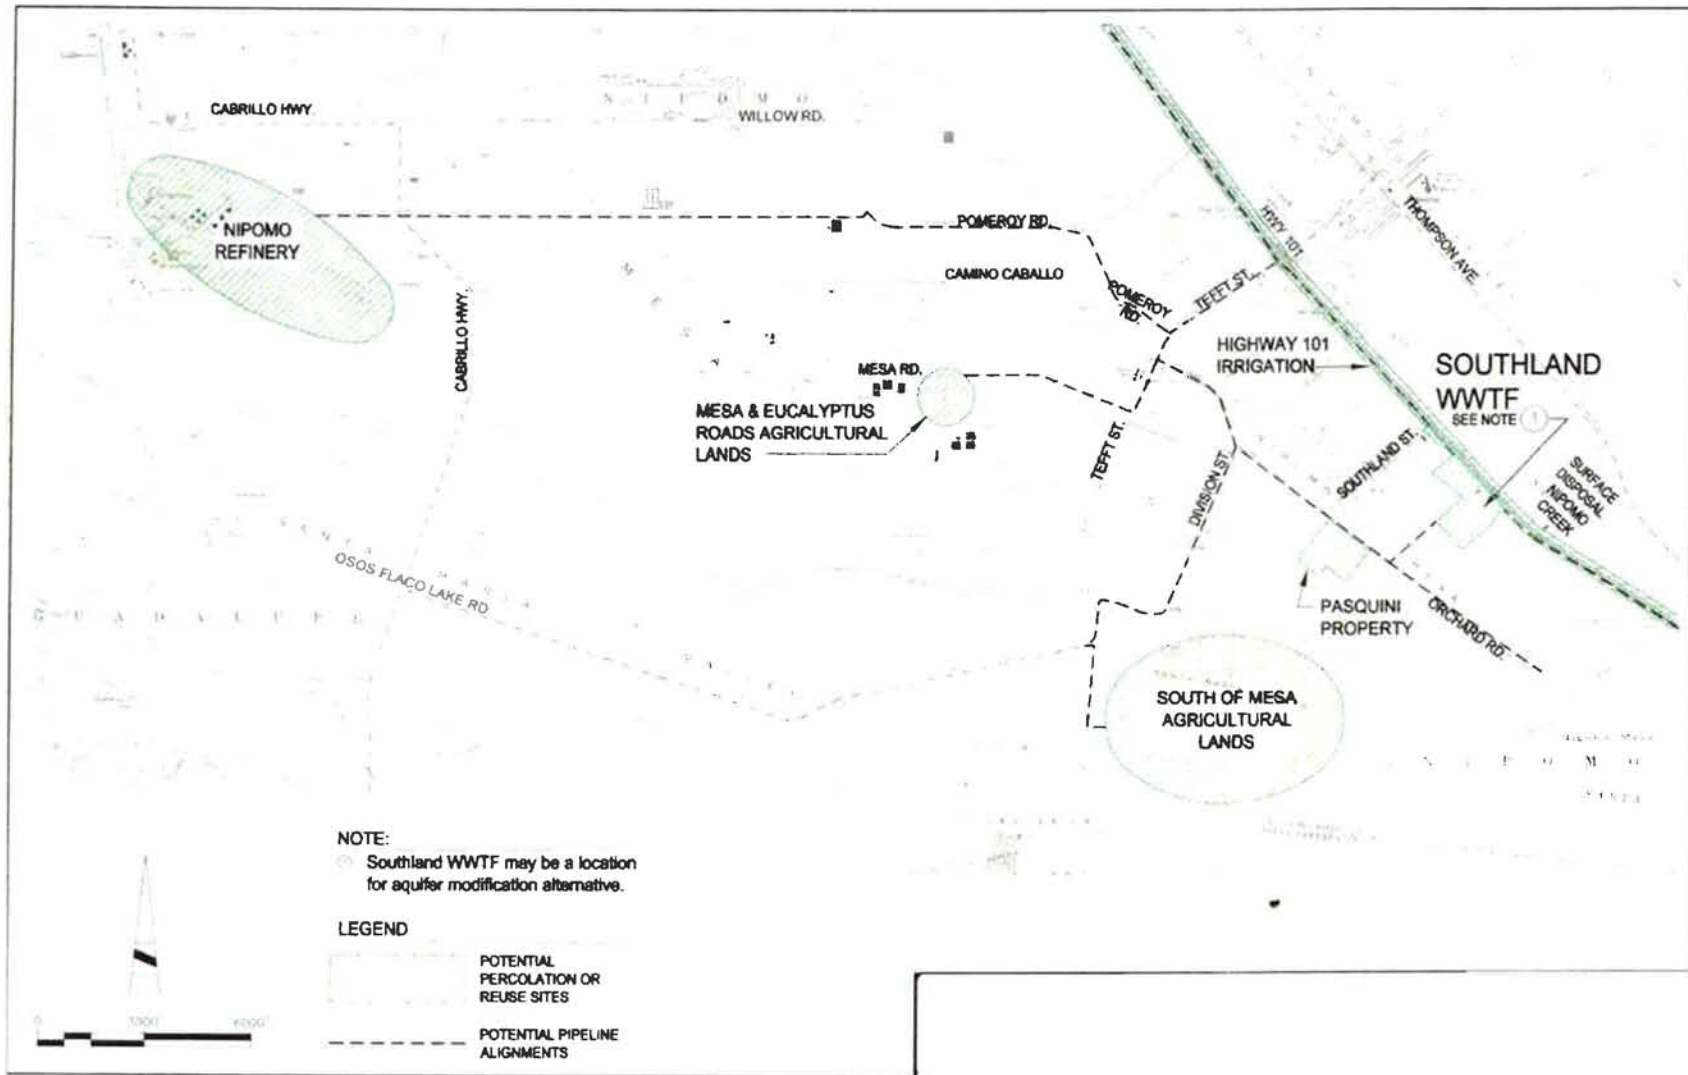 CABRILLO HWY.
N I P O M O
WILLOW RD.
NIPOMO
REFINERY
POMEROY RD.
CAMINO CABALLO
POMEROY
RD.
TEFFT ST.
HWY 101
THOMPSON AVE.
CABRILLO HWY.
MESA RD.
MESA & EUCALYPTUS
ROADS AGRICULTURAL
LANDS
HIGHWAY 101
IRRIGATION
SOUTHLAND
WWTF
SEE NOTE 1
TEFFT ST.
DIVISION ST.
SOUTHLAND ST.
SURFACE
DISPOSAL
NIPOMO
CREEK
OSOS FLACO LAKE RD
G U A D A L U P E
PASQUINI
PROPERTY
ORCHARD RD.
SOUTH OF MESA
AGRICULTURAL
LANDS
N I P O M O
NOTE:
Southland WWTF may be a location
for aquifer modification alternative.
LEGEND
POTENTIAL
PERCOLATION OR
REUSE SITES
POTENTIAL PIPELINE
ALIGNMENTS
0 3000 6000